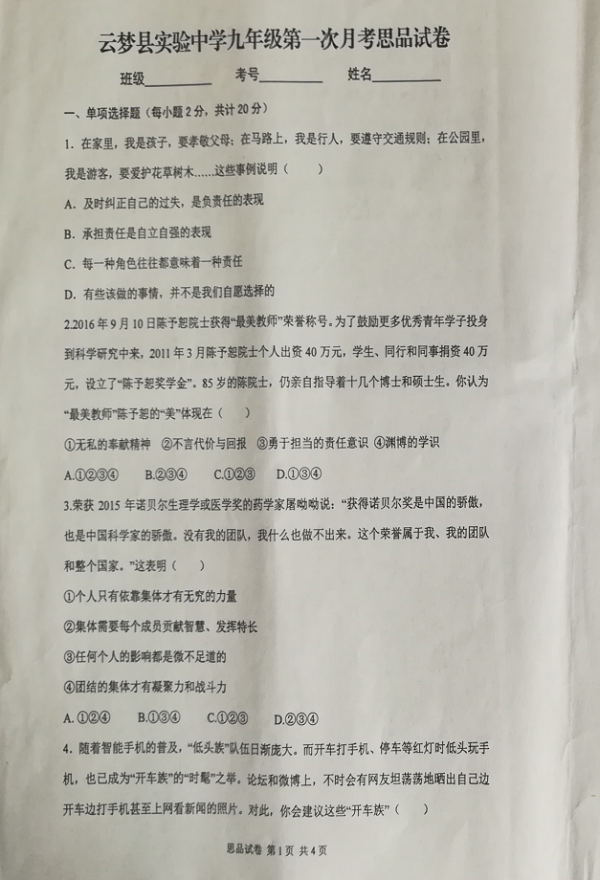 云梦县实验中学九年级第一次月考思品试卷
班级________ 考号________ 姓名________
一、单项选择题（每小题2分，共计20分）
1．在家里，我是孩子，要孝敬父母；在马路上，我是行人，要遵守交通规则；在公园里，
我是游客，要爱护花草树木……这些事例说明（ ）
A．及时纠正自己的过失，是负责任的表现
B．承担责任是自立自强的表现
C．每一种角色往往都意味着一种责任
D．有些该做的事情，并不是我们自愿选择的
2.2016年9月10日陈予恕院士获得“最美教师”荣誉称号。为了鼓励更多优秀青年学子投身
到科学研究中来，2011年3月陈予恕院士个人出资40万元，学生、同行和同事捐资40万
元，设立了“陈予恕奖学金”。85岁的陈院士，仍亲自指导着十几个博士和硕士生。你认为
“最美教师”陈予恕的“美”体现在（ ）
①无私的奉献精神 ②不言代价与回报 ③勇于担当的责任意识 ④渊博的学识
A.①②③④ B.②③④ C.①②③ D.①③④
3.荣获2015年诺贝尔生理学或医学奖的药学家屠呦呦说：“获得诺贝尔奖是中国的骄傲，
也是中国科学家的骄傲。没有我的团队，我什么也做不出来。这个荣誉属于我、我的团队
和整个国家。”这表明（ ）
①个人只有依靠集体才有无究的力量
②集体需要每个成员贡献智慧、发挥特长
③任何个人的影响都是微不足道的
④团结的集体才有凝聚力和战斗力
A.①②④ B.①③④ C.①②③ D.②③④
4．随着智能手机的普及，“低头族”队伍日渐庞大。而开车打手机、停车等红灯时低头玩手
机，也已成为“开车族”的“时髦”之举。论坛和微博上，不时会有网友坦荡荡地晒出自己边
开车边打手机甚至上网看新闻的照片。对此，你会建议这些“开车族”（ ）
思品试卷 第1页 共4页